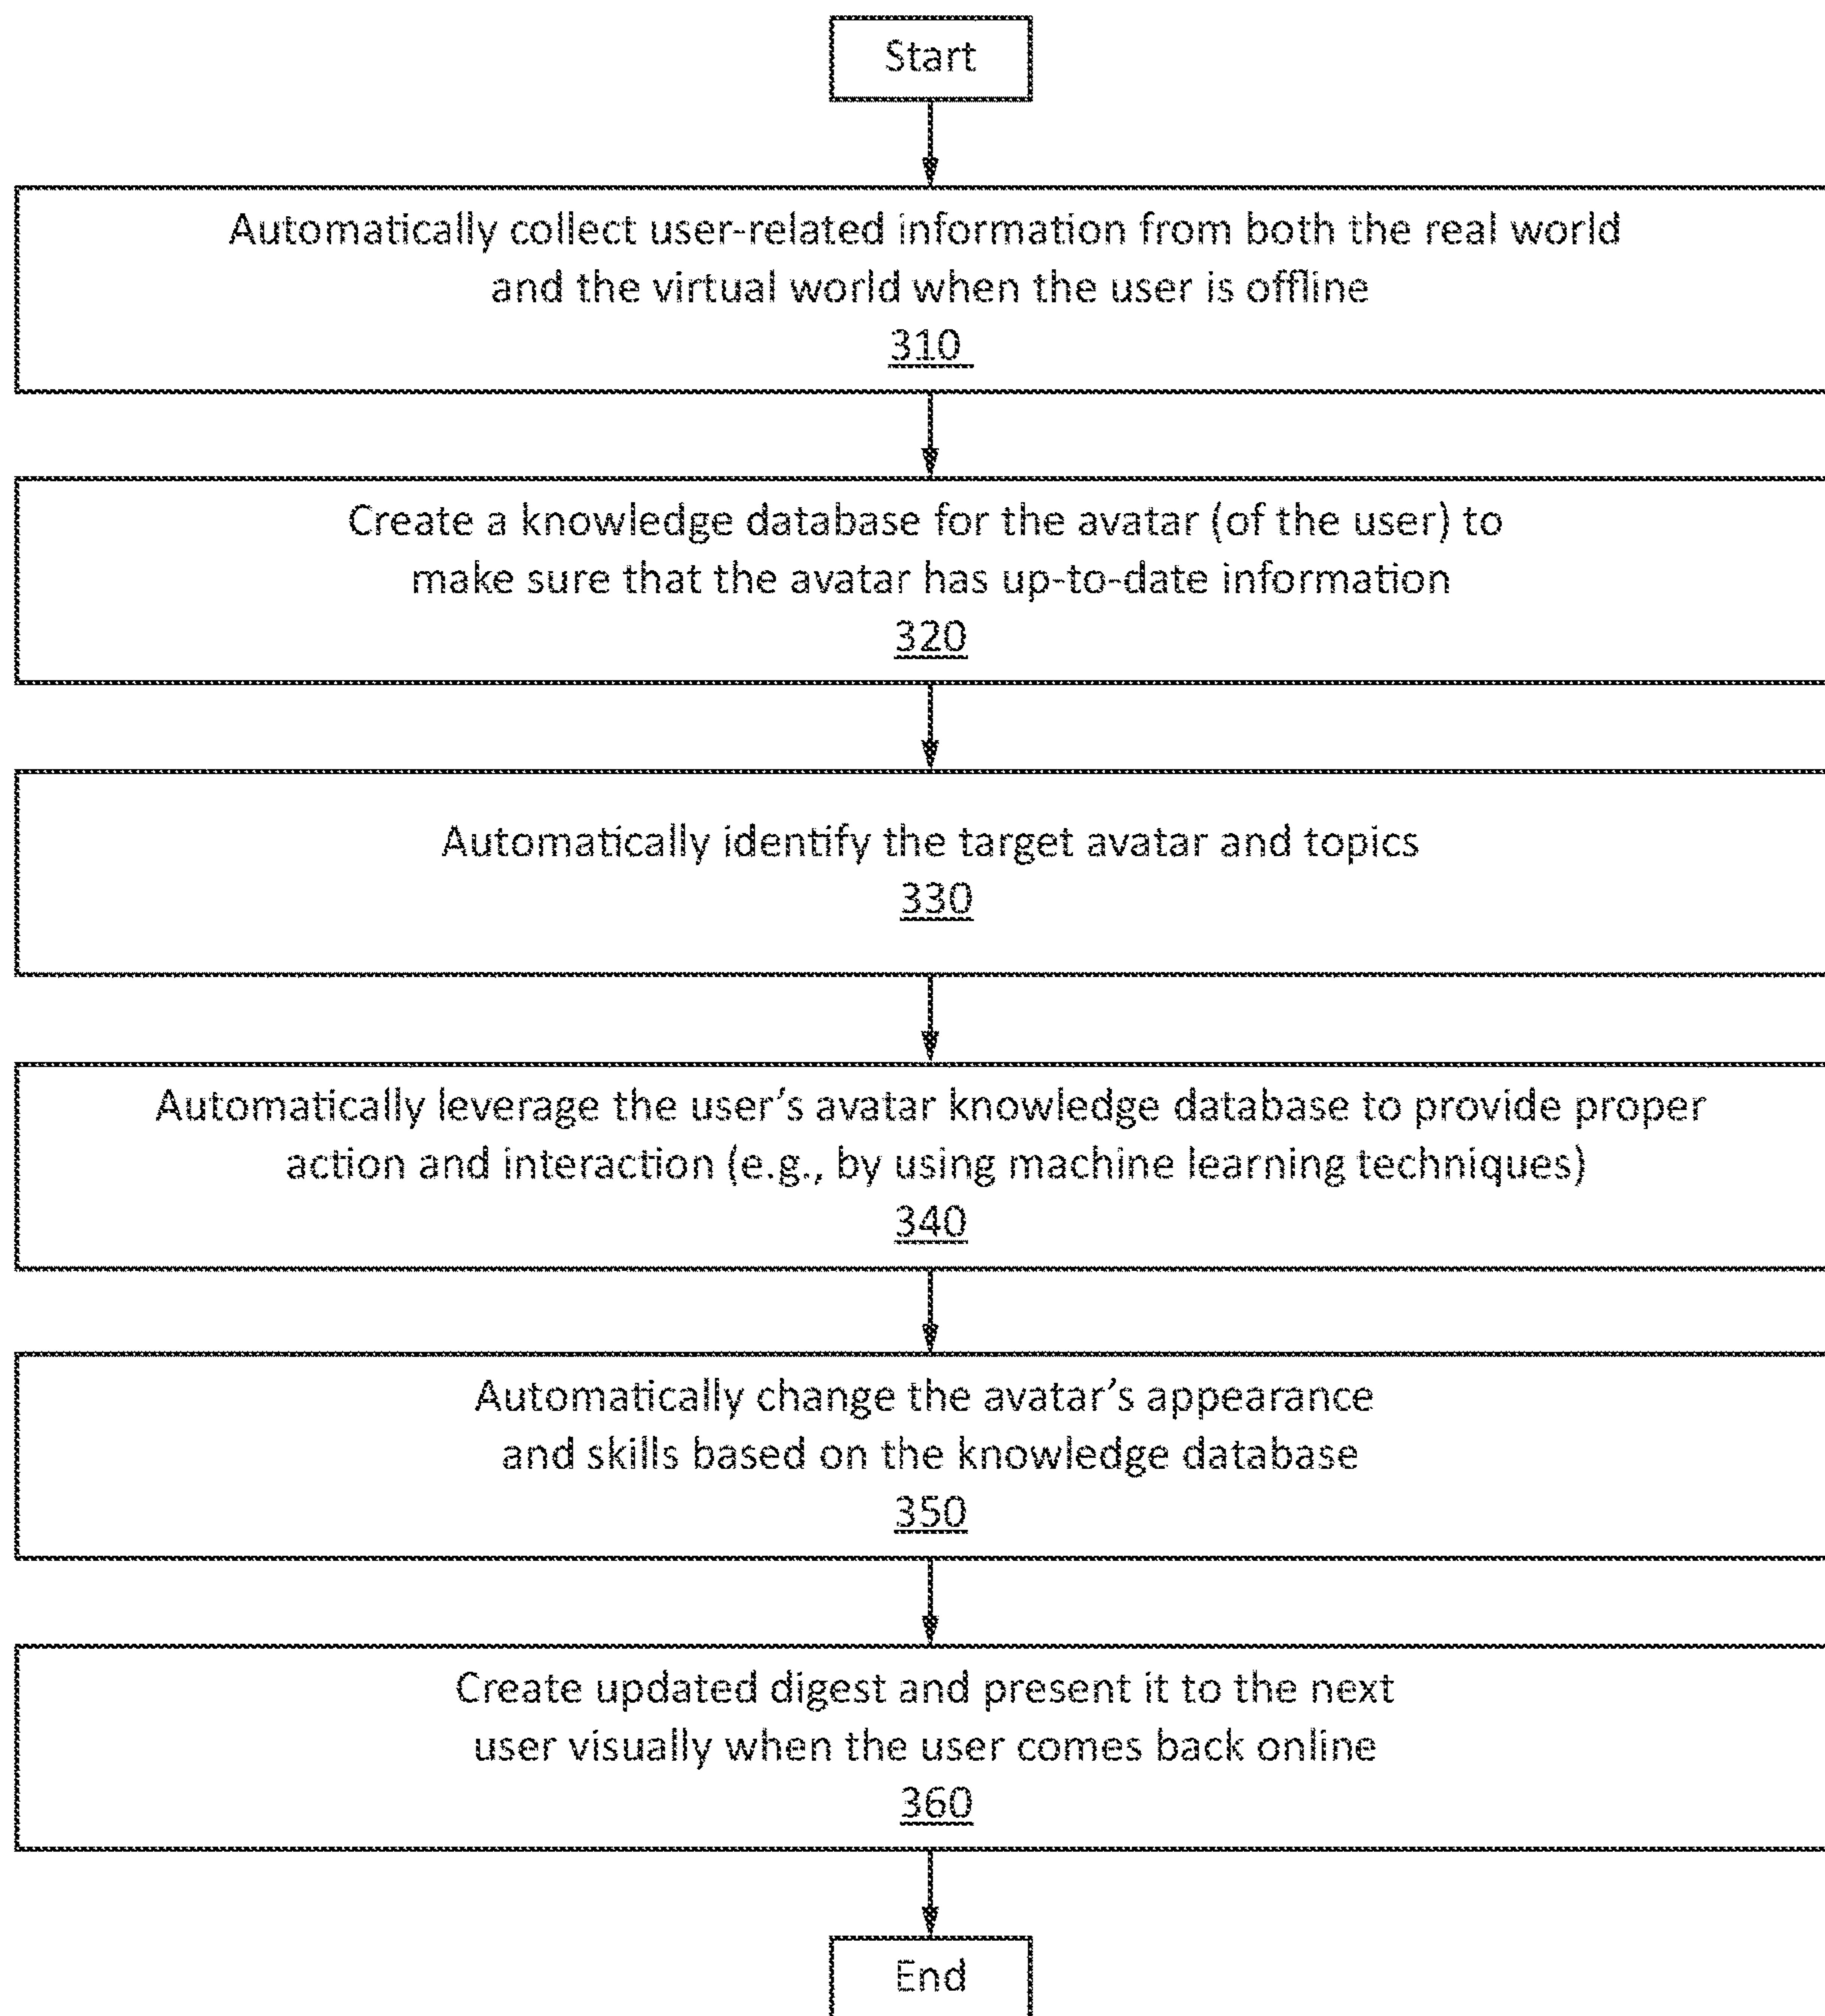 Start
Automatically collect user-related information from both the real world
and the virtual world when the user is offline
310
Create a knowledge database for the avatar (of the user) to
make sure that the avatar has up-to-date information
320
Automatically identify the target avatar and topics
330
Automatically leverage the user's avatar knowledge database to provide proper
action and interaction (e.g., by using machine learning techniques)
340
Automatically change the avatar's appearance
and skills based on the knowledge database
350
Create updated digest and present it to the next
user visually when the user comes back online
360
End